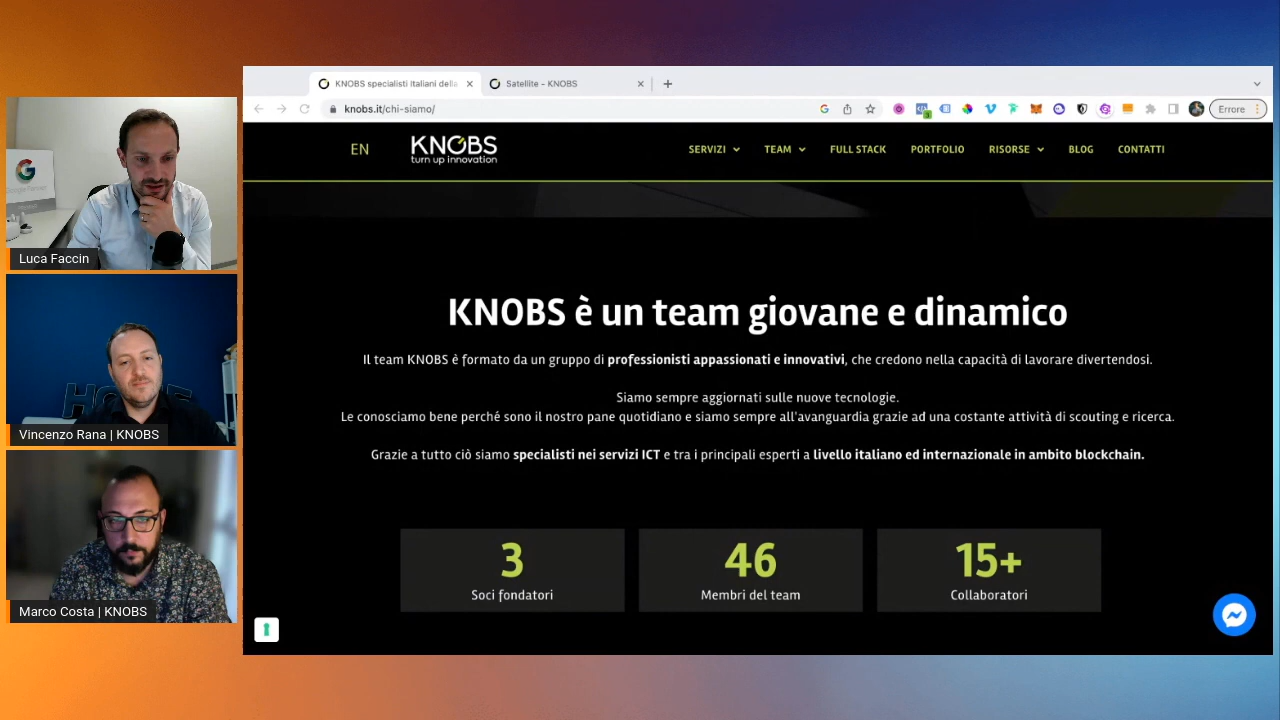 KNOBS specialisti italiani della
Satellite - KNOBS
knobs.it/chi-siamo/
Errore
EN
KNOBS
turn up innovation
SERVIZI
TEAM
FULL STACK
PORTFOLIO
RISORSE
BLOG
CONTATTI
KNOBS è un team giovane e dinamico
Il team KNOBS è formato da un gruppo di professionisti appassionati e innovativi, che credono nella capacità di lavorare divertendosi.
Siamo sempre aggiornati sulle nuove tecnologie.
Le conosciamo bene perché sono il nostro pane quotidiano e siamo sempre all'avanguardia grazie ad una costante attività di scouting e ricerca.
Grazie a tutto ciò siamo specialisti nei servizi ICT e tra i principali esperti a livello italiano ed internazionale in ambito blockchain.
3
Soci fondatori
46
Membri del team
15+
Collaboratori
Luca Faccin
Vincenzo Rana | KNOBS
Marco Costa | KNOBS